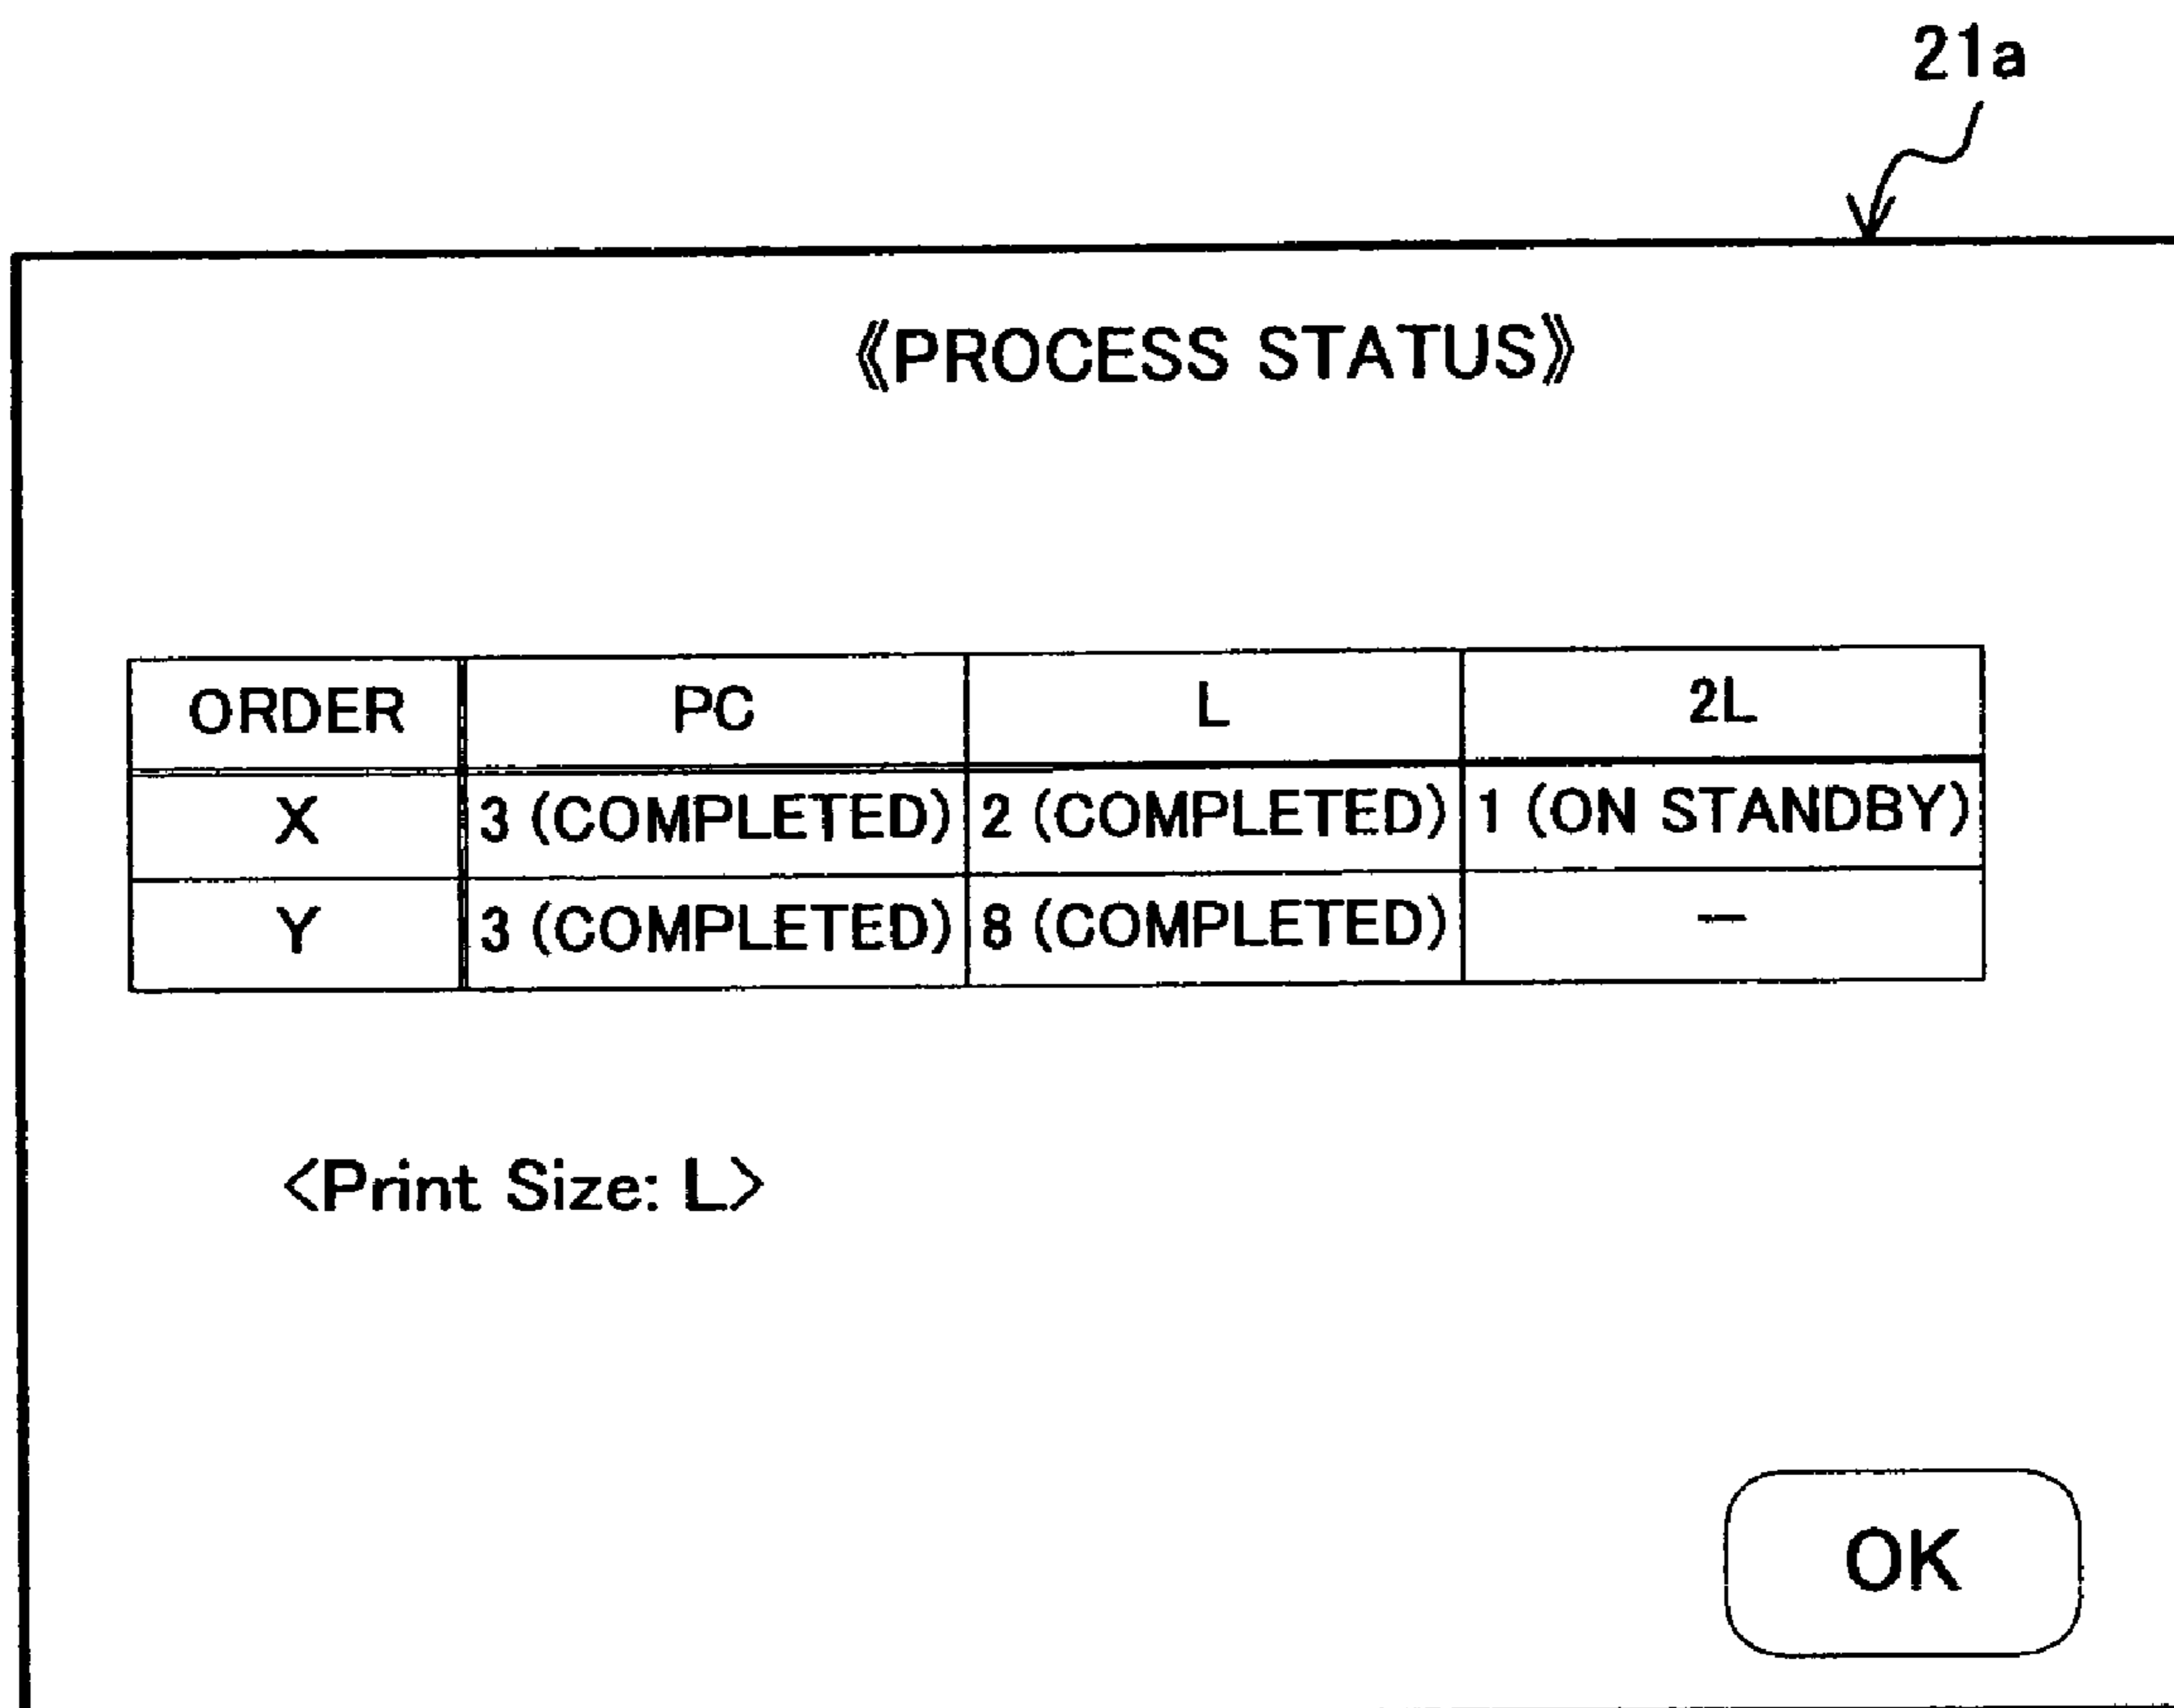 21a
《PROCESS STATUS》
ORDER PC L 2L
X 3 (COMPLETED) 2 (COMPLETED) 1 (ON STANDBY)
Y 3 (COMPLETED) 8 (COMPLETED) —
<Print Size: L>
OK